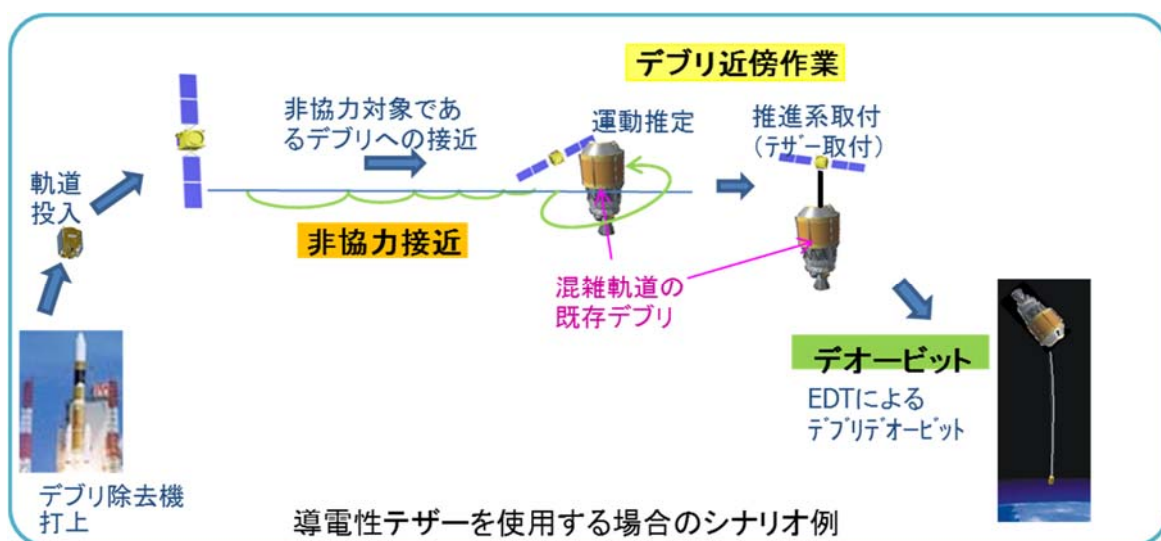 デブリ近傍作業
非協力対象であ
るデブリへの接近
運動推定
推進系取付
(ﾃｻﾞｰ取付)
軌道
投入
非協力接近
混雑軌道の
既存デブリ
デオービット
EDTによる
ﾃﾞﾌﾞﾘﾃﾞｵｰﾋﾞｯﾄ
デブリ除去機
打上
導電性テザーを使用する場合のシナリオ例